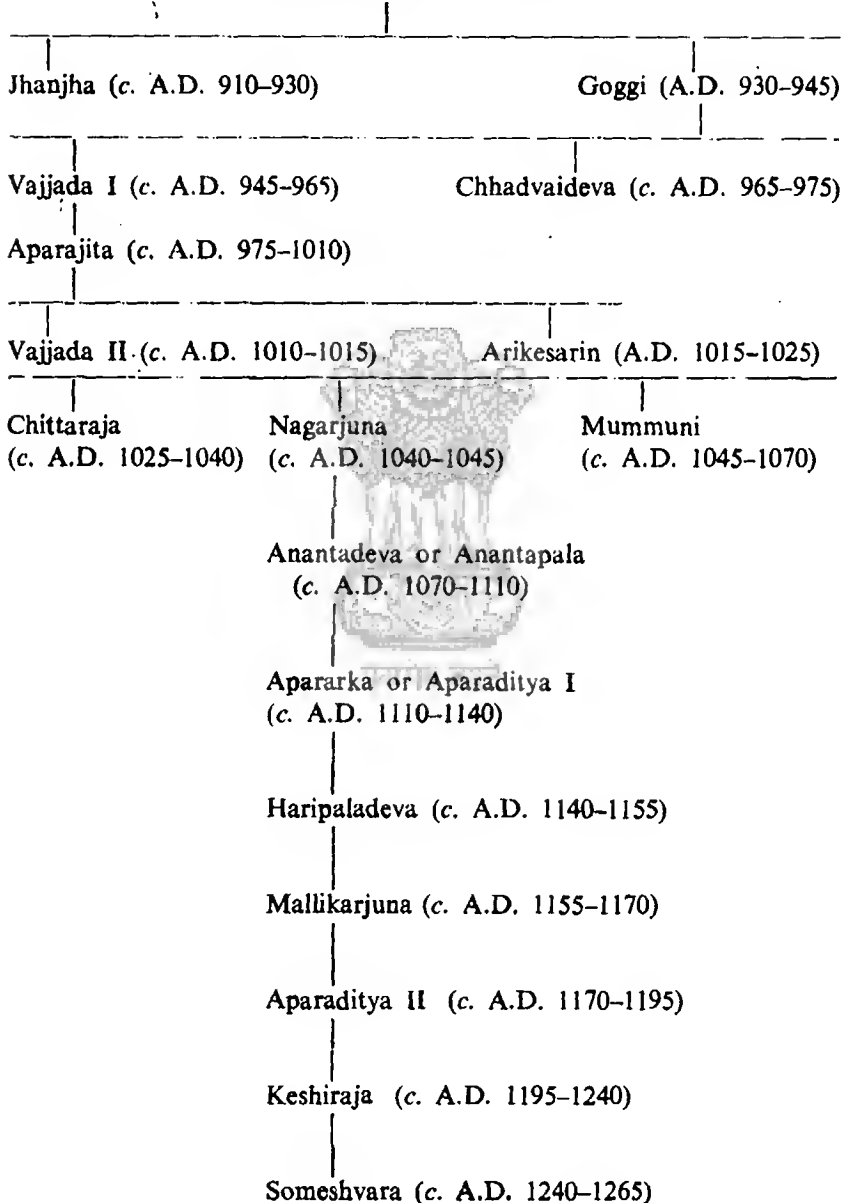 Jhanjha (c. A.D. 910–930) Goggi (A.D. 930–945)
Vajjada I (c. A.D. 945–965) Chhadvaideva (c. A.D. 965–975)
Aparajita (c. A.D. 975–1010)
Vajjada II (c. A.D. 1010–1015) Arikesarin (A.D. 1015–1025)
Chittaraja Nagarjuna Mummuni
(c. A.D. 1025–1040) (c. A.D. 1040–1045) (c. A.D. 1045–1070)
Anantadeva or Anantapala
(c. A.D. 1070–1110)
Apararka or Aparaditya I
(c. A.D. 1110–1140)
Haripaladeva (c. A.D. 1140–1155)
Mallikarjuna (c. A.D. 1155–1170)
Aparaditya II (c. A.D. 1170–1195)
Keshiraja (c. A.D. 1195–1240)
Someshvara (c. A.D. 1240–1265)